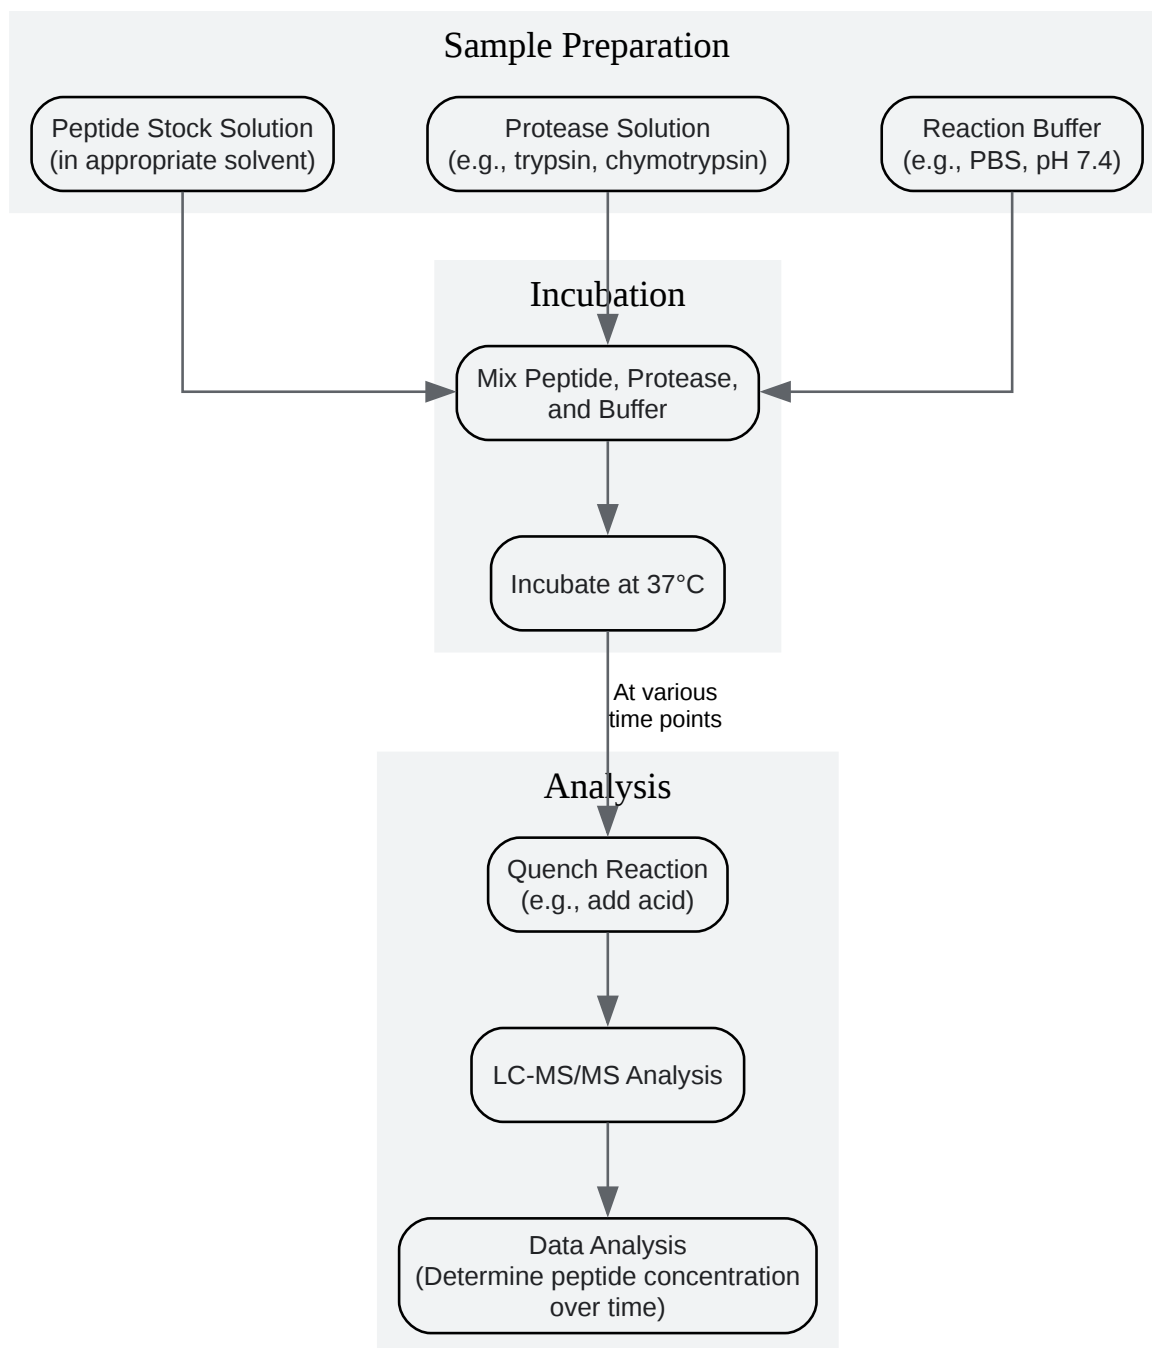 Sample Preparation
Peptide Stock Solution
(in appropriate solvent)
Protease Solution
(e.g., trypsin, chymotrypsin)
Reaction Buffer
(e.g., PBS, pH 7.4)
Incubation
Mix Peptide, Protease,
and Buffer
Incubate at 37°C
At various
time points
Analysis
Quench Reaction
(e.g., add acid)
LC-MS/MS Analysis
Data Analysis
(Determine peptide concentration
over time)